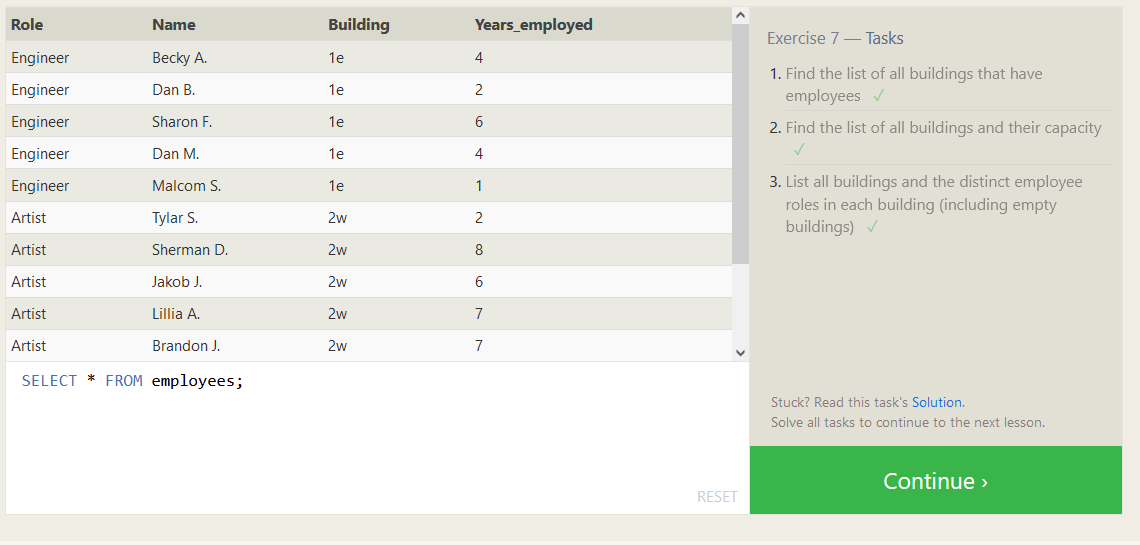 Role Name Building Years_employed
Engineer Becky A. 1e 4
Engineer Dan B. 1e 2
Engineer Sharon F. 1e 6
Engineer Dan M. 1e 4
Engineer Malcom S. 1e 1
Artist Tylar S. 2w 2
Artist Sherman D. 2w 8
Artist Jakob J. 2w 6
Artist Lillia A. 2w 7
Artist Brandon J. 2w 7
SELECT * FROM employees;
RESET
Exercise 7 — Tasks
1. Find the list of all buildings that have
employees ✓
2. Find the list of all buildings and their capacity
✓
3. List all buildings and the distinct employee
roles in each building (including empty
buildings) ✓
Stuck? Read this task's Solution.
Solve all tasks to continue to the next lesson.
Continue ›